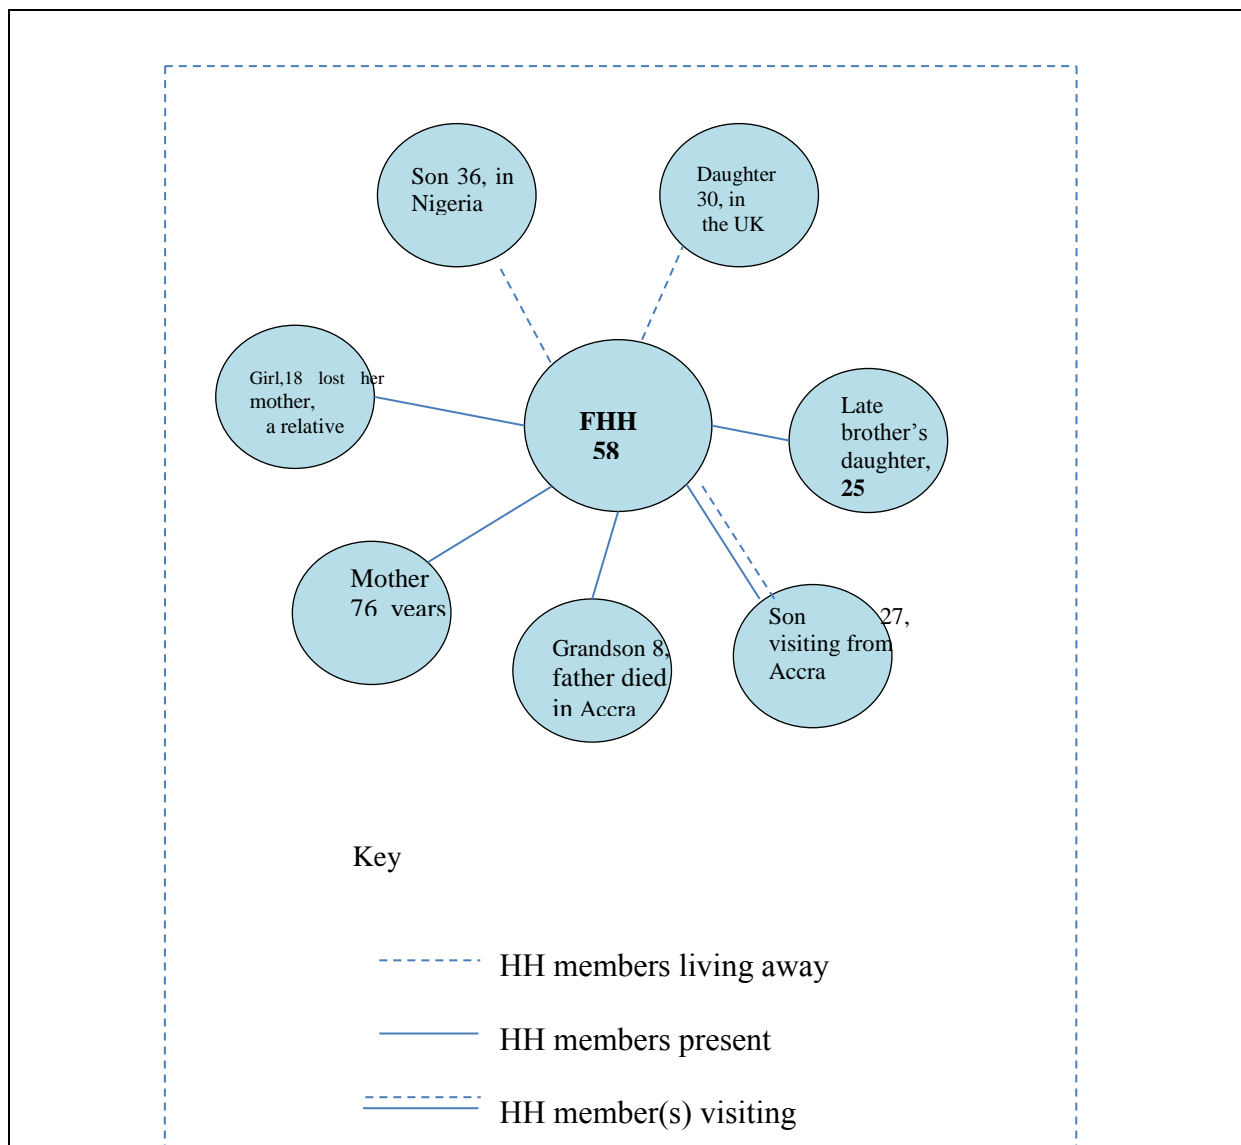 Son 36, in
Nigeria
Daughter
30, in
the UK
Girl,18 lost her
mother,
a relative
FHH
58
Late
brother’s
daughter,
25
Mother
76 years
Grandson 8,
father died
in Accra
Son 27,
visiting from
Accra
Key
HH members living away
HH members present
HH member(s) visiting